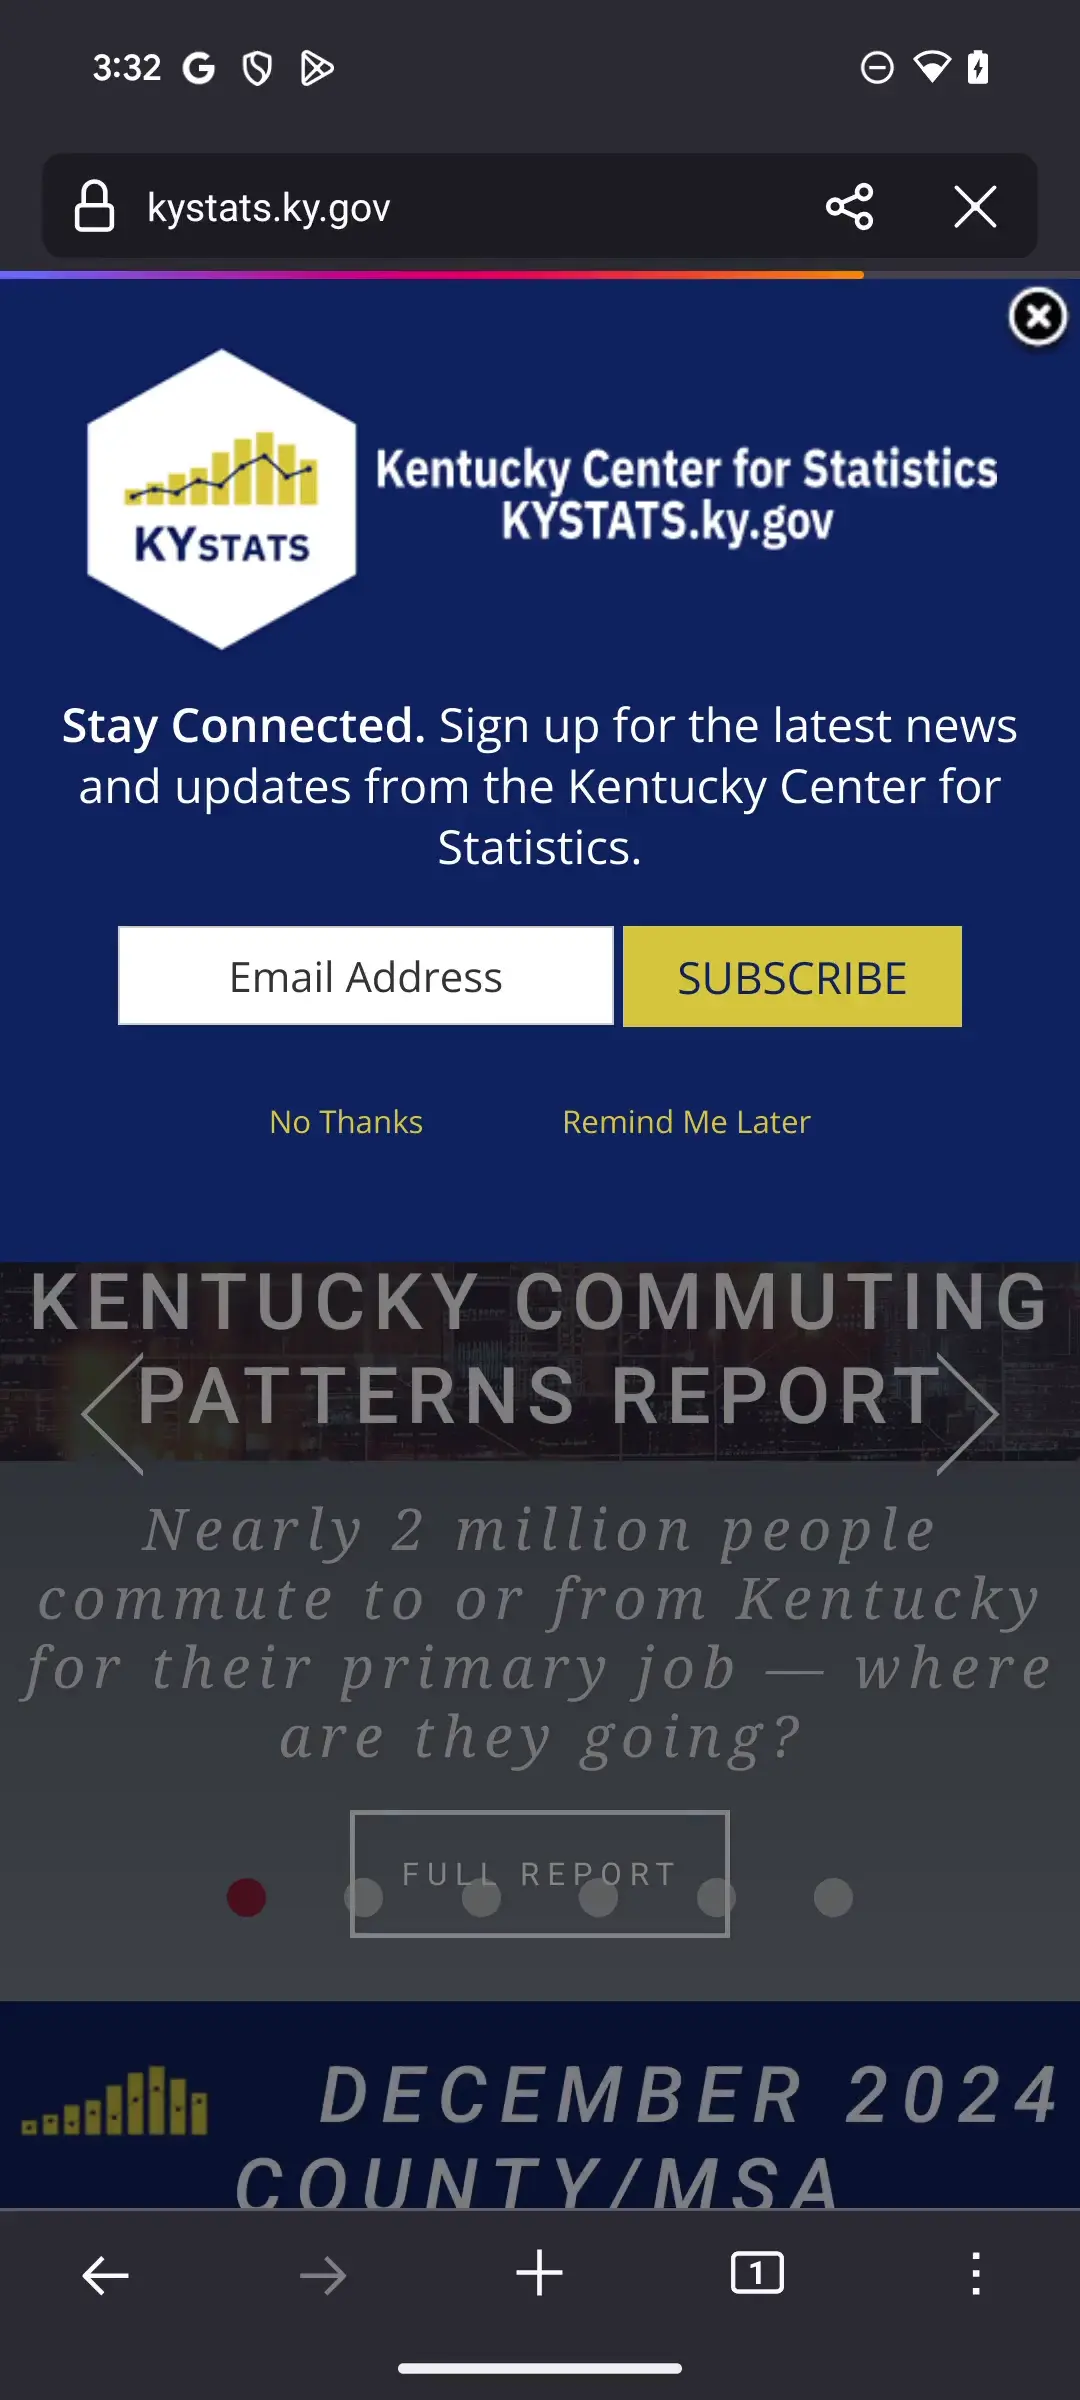 3:32
kystats.ky.gov
KYSTATS
Kentucky Center for Statistics
KYSTATS.ky.gov
Stay Connected. Sign up for the latest news
and updates from the Kentucky Center for
Statistics.
Email Address
SUBSCRIBE
No Thanks
Remind Me Later
KENTUCKY COMMUTING
PATTERNS REPORT
Nearly 2 million people
commute to or from Kentucky
for their primary job — where
are they going?
FULL REPORT
DECEMBER 2024
COUNTY/MSA
1